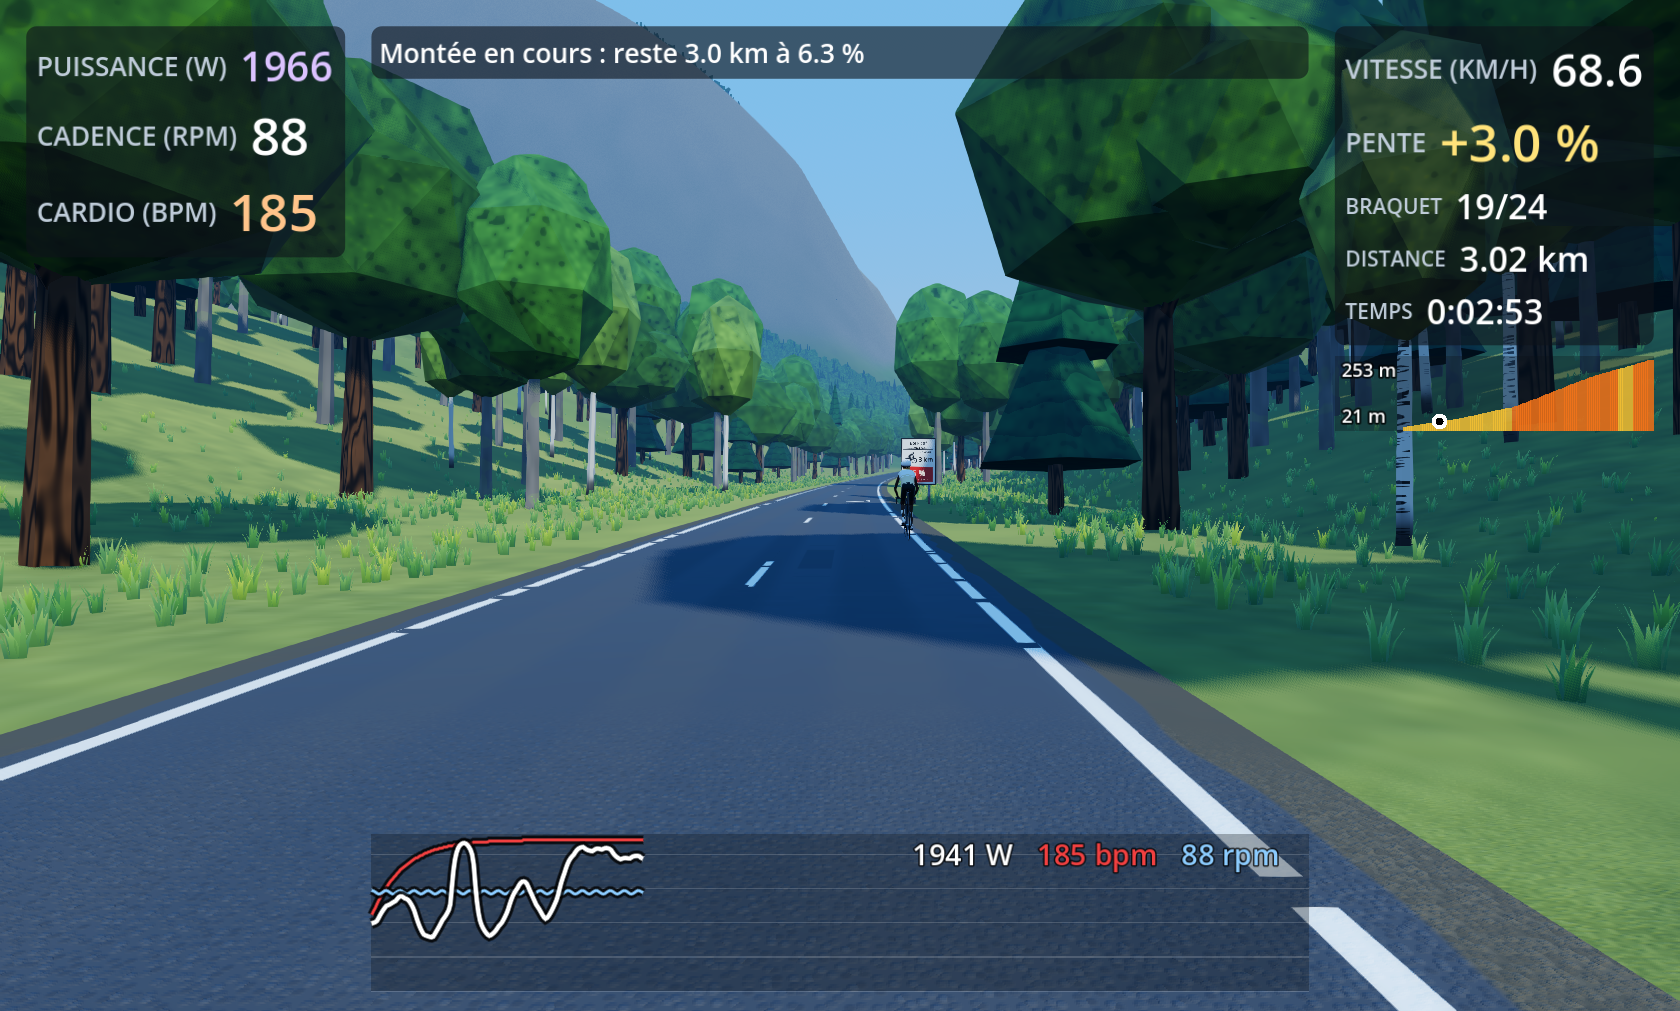 PUISSANCE (W) 1966
CADENCE (RPM) 88
CARDIO (BPM) 185
Montée en cours : reste 3.0 km à 6.3 %
VITESSE (KM/H) 68.6
PENTE +3.0 %
BRAQUET 19/24
DISTANCE 3.02 km
TEMPS 0:02:53
253 m
21 m
3 km
%
1941 W 185 bpm 88 rpm